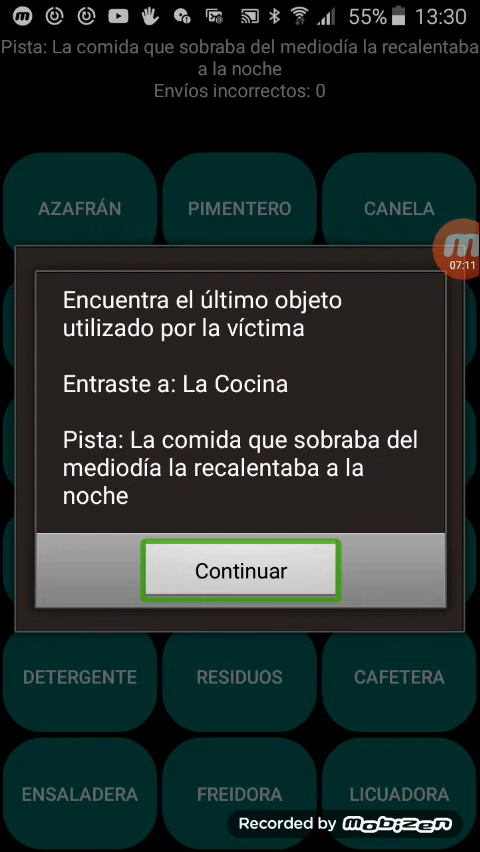 55% 13:30
Pista: La comida que sobraba del mediodía la recalentaba
a la noche
Envíos incorrectos: 0
AZAFRÁN PIMENTERO CANELA
07:11
Encuentra el último objeto
utilizado por la víctima
Entraste a: La Cocina
Pista: La comida que sobraba del
mediodía la recalentaba a la
noche
Continuar
DETERGENTE RESIDUOS CAFETERA
ENSALADERA FREIDORA LICUADORA
Recorded by mobizen